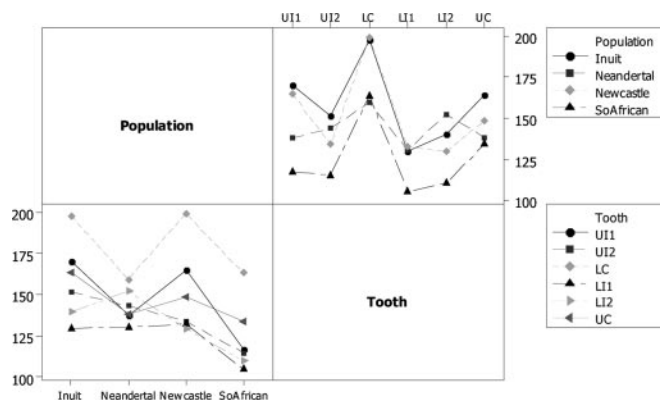 UI1 UI2 LC LI1 LI2 UC
200
175
150
125
100
Population
Inuit
Neandertal
Newcastle
SoAfrican
Population
200
175
150
125
100
Tooth
Tooth
UI1
UI2
LC
LI1
LI2
UC
Inuit Neandertal Newcastle SoAfrican